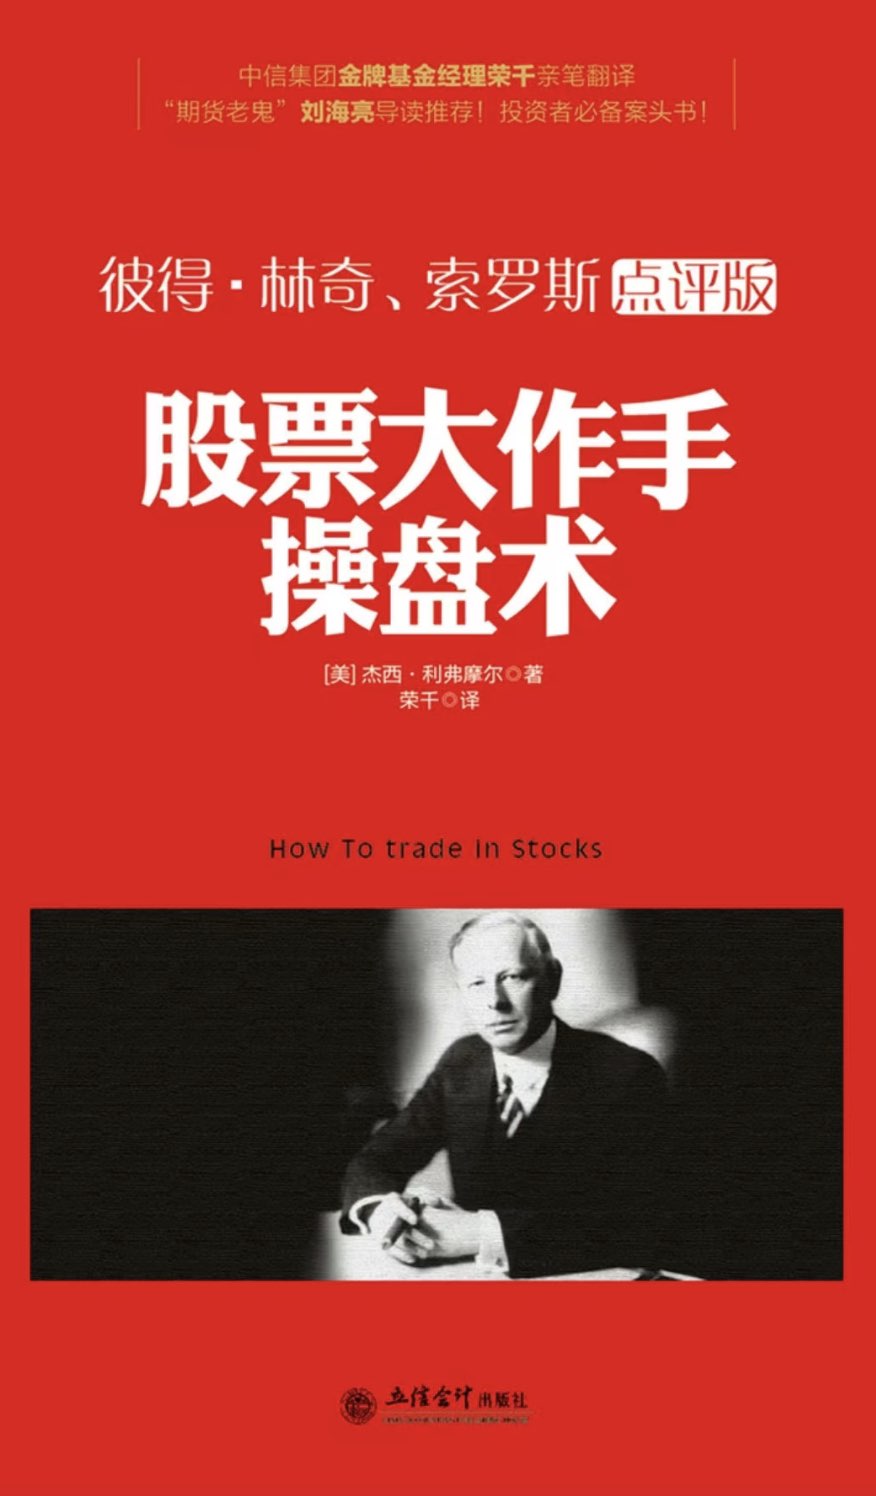 中信集团金牌基金经理荣千亲笔翻译
“期货老鬼”刘海亮导读推荐！投资者必备案头书！
彼得·林奇、索罗斯 点评版
股票大作手
操盘术
[美] 杰西·利弗摩尔◎著
荣千◎译
How To trade In Stocks
立信会计出版社